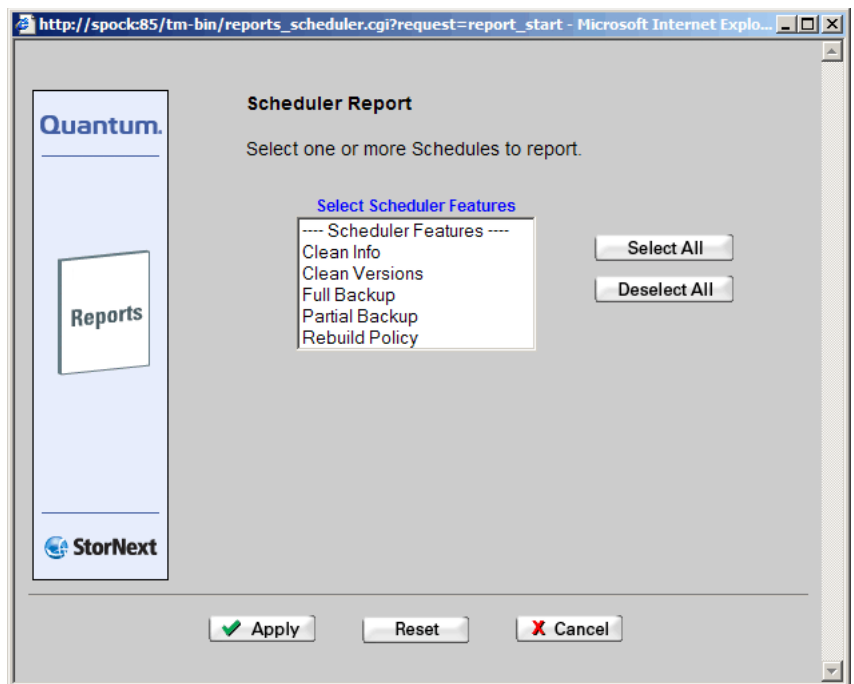 http://spock:85/tm-bin/reports_scheduler.cgi?request=report_start - Microsoft Internet Explo...
Quantum.
Scheduler Report
Select one or more Schedules to report.
Select Scheduler Features
---- Scheduler Features ----
Clean Info
Clean Versions
Full Backup
Partial Backup
Rebuild Policy
Select All
Deselect All
Reports
StorNext
Apply
Reset
Cancel